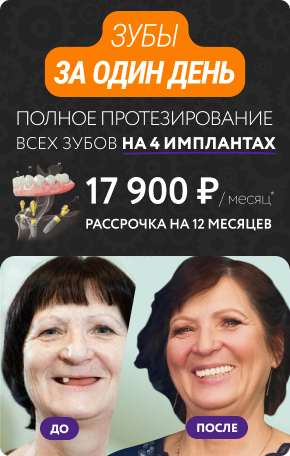 ЗУБЫ
ЗА ОДИН ДЕНЬ
ПОЛНОЕ ПРОТЕЗИРОВАНИЕ
ВСЕХ ЗУБОВ НА 4 ИМПЛАНТАХ
17 900 ₽/месяц*
РАССРОЧКА НА 12 МЕСЯЦЕВ
ДО
ПОСЛЕ